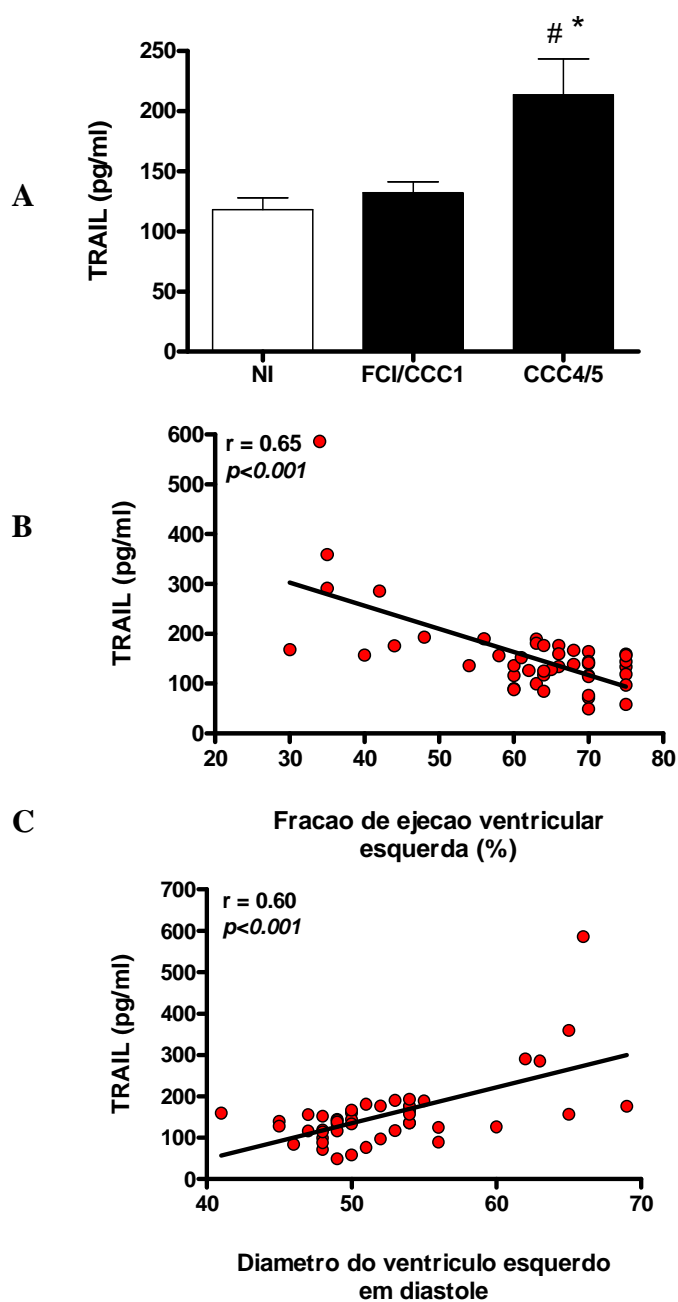 # *
250
200
150
100
50
0
TRAIL (pg/ml)
A
NI FCI/CCC1 CCC4/5
600
500
400
300
200
100
0
r = 0.65
p<0.001
TRAIL (pg/ml)
B
20 30 40 50 60 70 80
Fracao de ejecao ventricular
esquerda (%)
C
700
600
500
400
300
200
100
0
r = 0.60
p<0.001
TRAIL (pg/ml)
40 50 60 70
Diametro do ventriculo esquerdo
em diastole